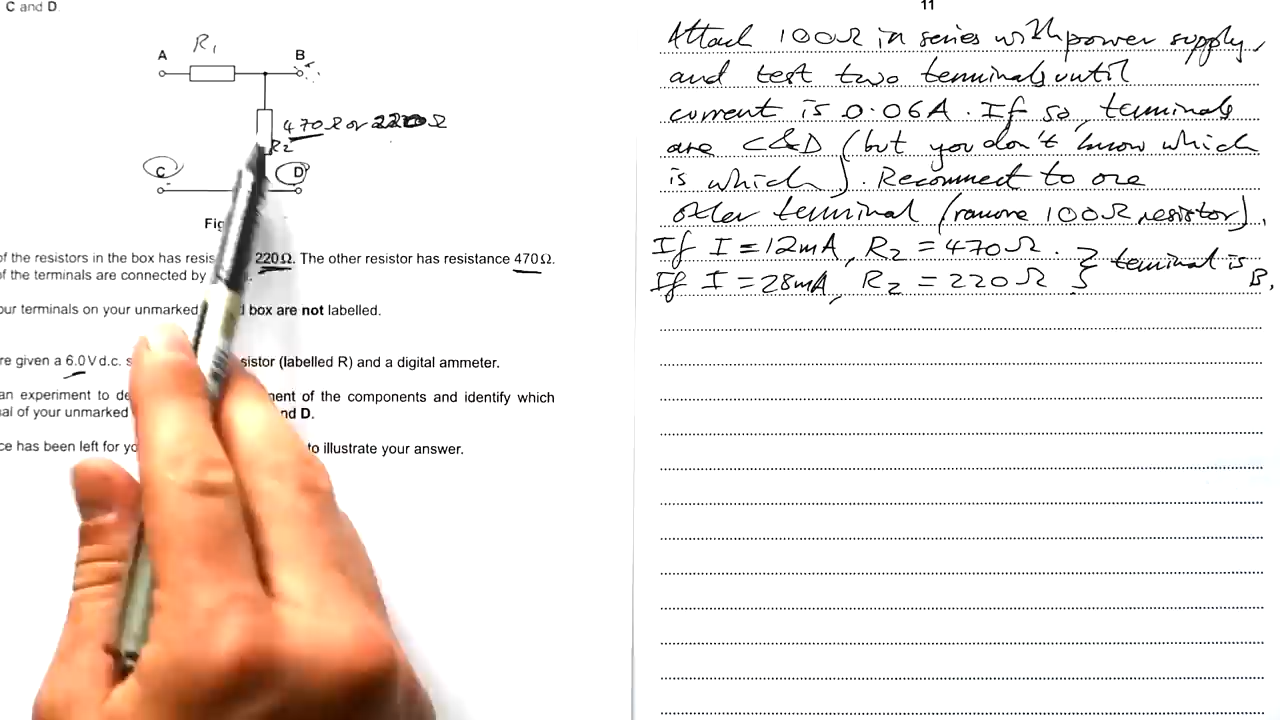 C and D.
A R1 B
470Ω or 220Ω
R2
C D
Fig
of the resistors in the box has resis 220Ω. The other resistor has resistance 470Ω.
of the terminals are connected by
our terminals on your unmarked box are not labelled.
re given a 6.0V d.c. s sistor (labelled R) and a digital ammeter.
an experiment to de ment of the components and identify which
al of your unmarked nd D.
ce has been left for yo to illustrate your answer.
11
Attach 100Ω in series with power supply,
and test two terminals until
current is 0.06A. If so, terminals
are C&D (but you don't know which
is which). Reconnect to one
other terminal (remove 100Ω resistor).
If I = 12mA, R2 = 470Ω. } terminal is
If I = 28mA, R2 = 220Ω } B.